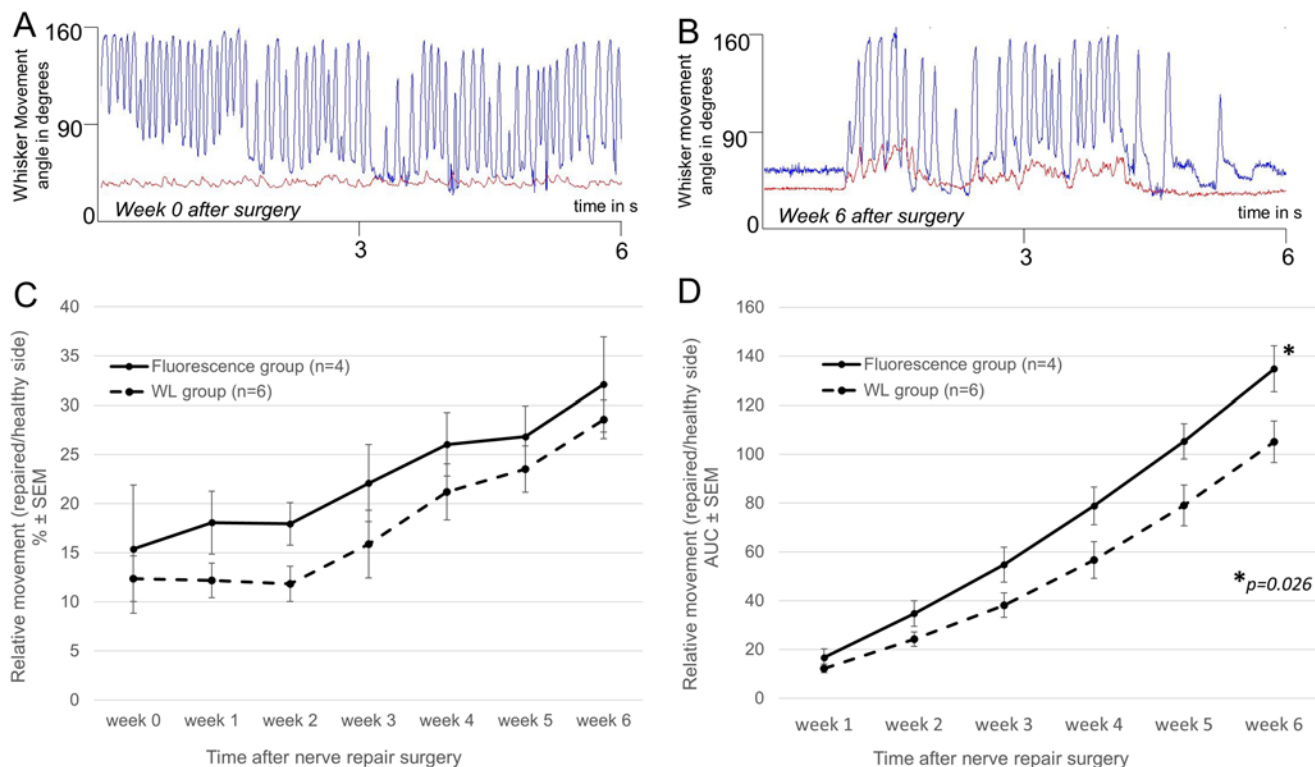 A
160
90
0
Whisker Movement
angle in degrees
Week 0 after surgery
time in s
3
6
B
160
90
0
Whisker movement
angle in degrees
Week 6 after surgery
time in s
3
6
C
40
35
30
25
20
15
10
5
0
Relative movement (repaired/healthy side)
% ± SEM
Fluorescence group (n=4)
WL group (n=6)
week 0 week 1 week 2 week 3 week 4 week 5 week 6
Time after nerve repair surgery
D
160
140
120
100
80
60
40
20
0
Relative movement (repaired/healthy side)
AUC ± SEM
Fluorescence group (n=4)
WL group (n=6)
*
*p=0.026
week 1 week 2 week 3 week 4 week 5 week 6
Time after nerve repair surgery